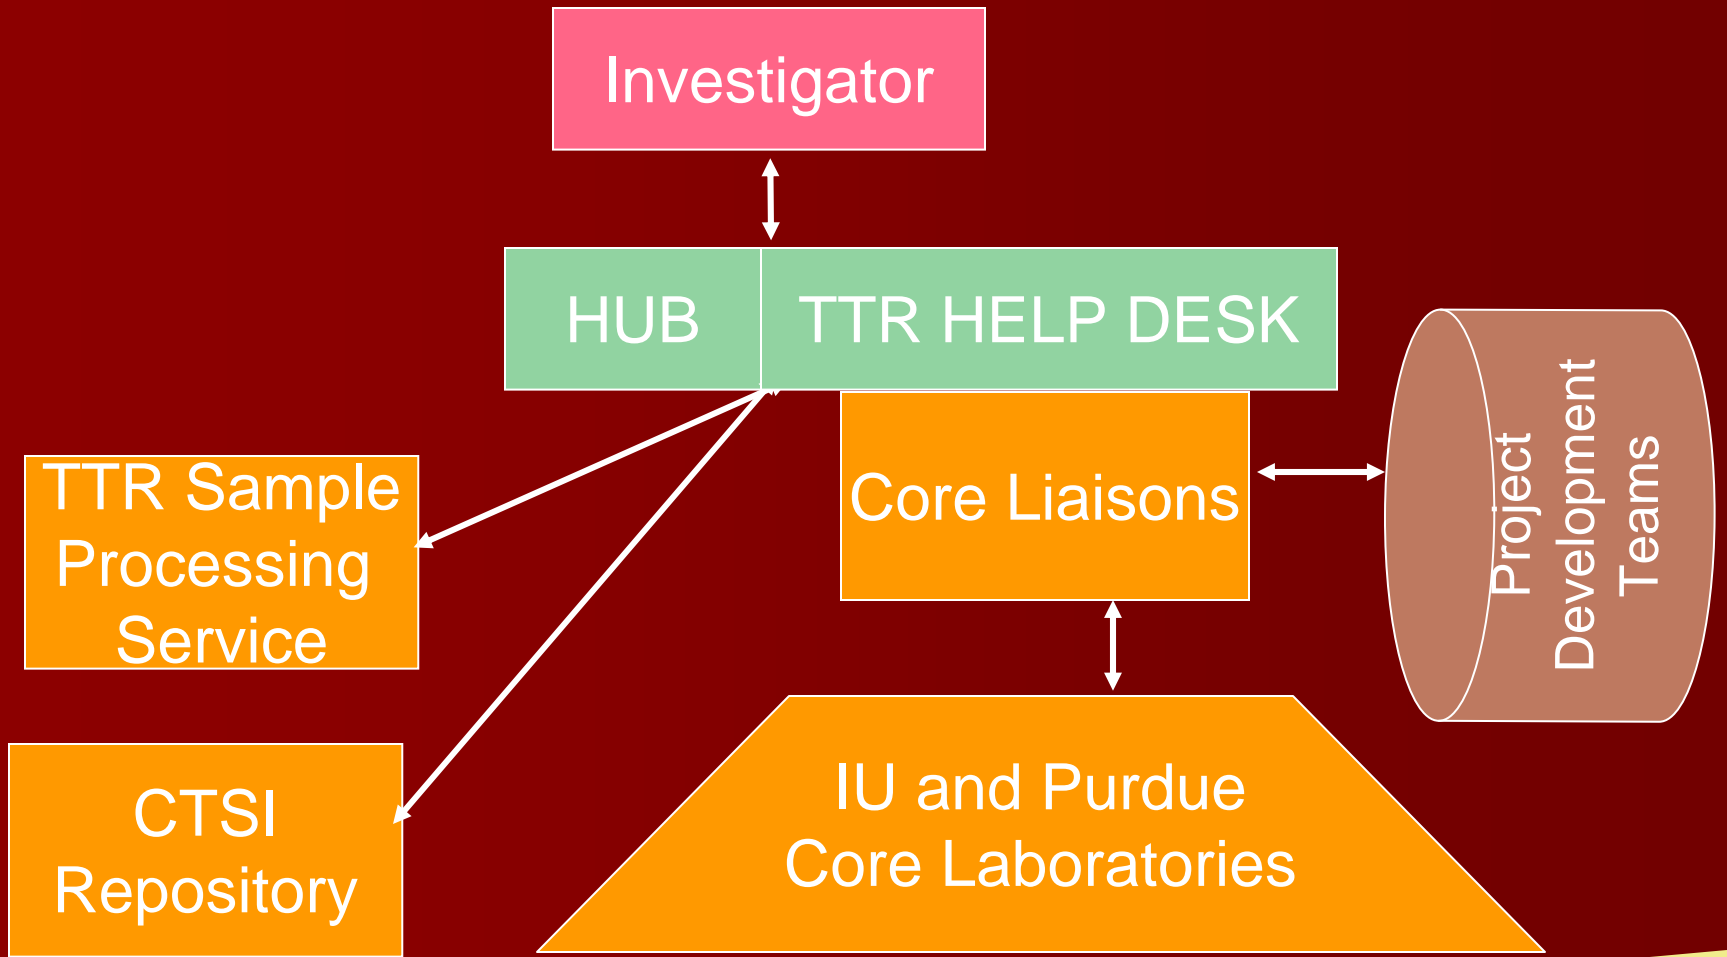 Investigator
HUB
TTR HELP DESK
Project
Development
Teams
TTR Sample
Processing
Service
Core Liaisons
CTSI
Repository
IU and Purdue
Core Laboratories